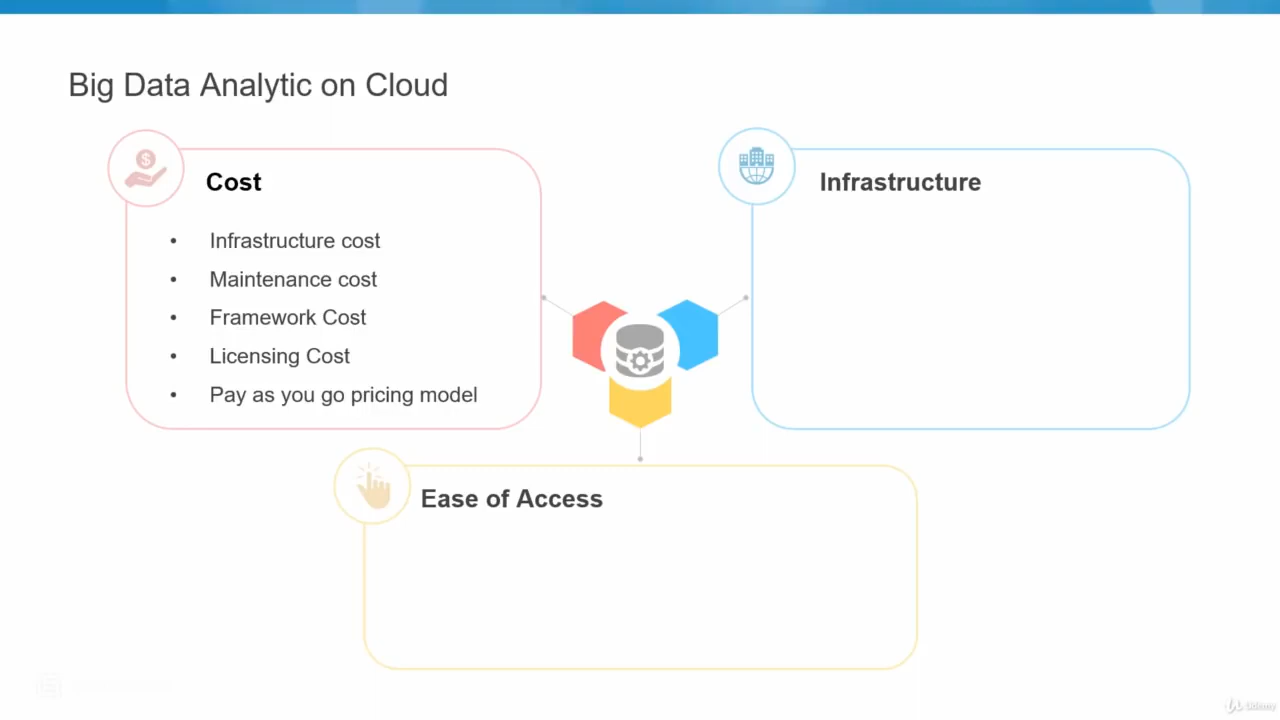 Big Data Analytic on Cloud
Cost
• Infrastructure cost
• Maintenance cost
• Framework Cost
• Licensing Cost
• Pay as you go pricing model
Infrastructure
Ease of Access
Udemy